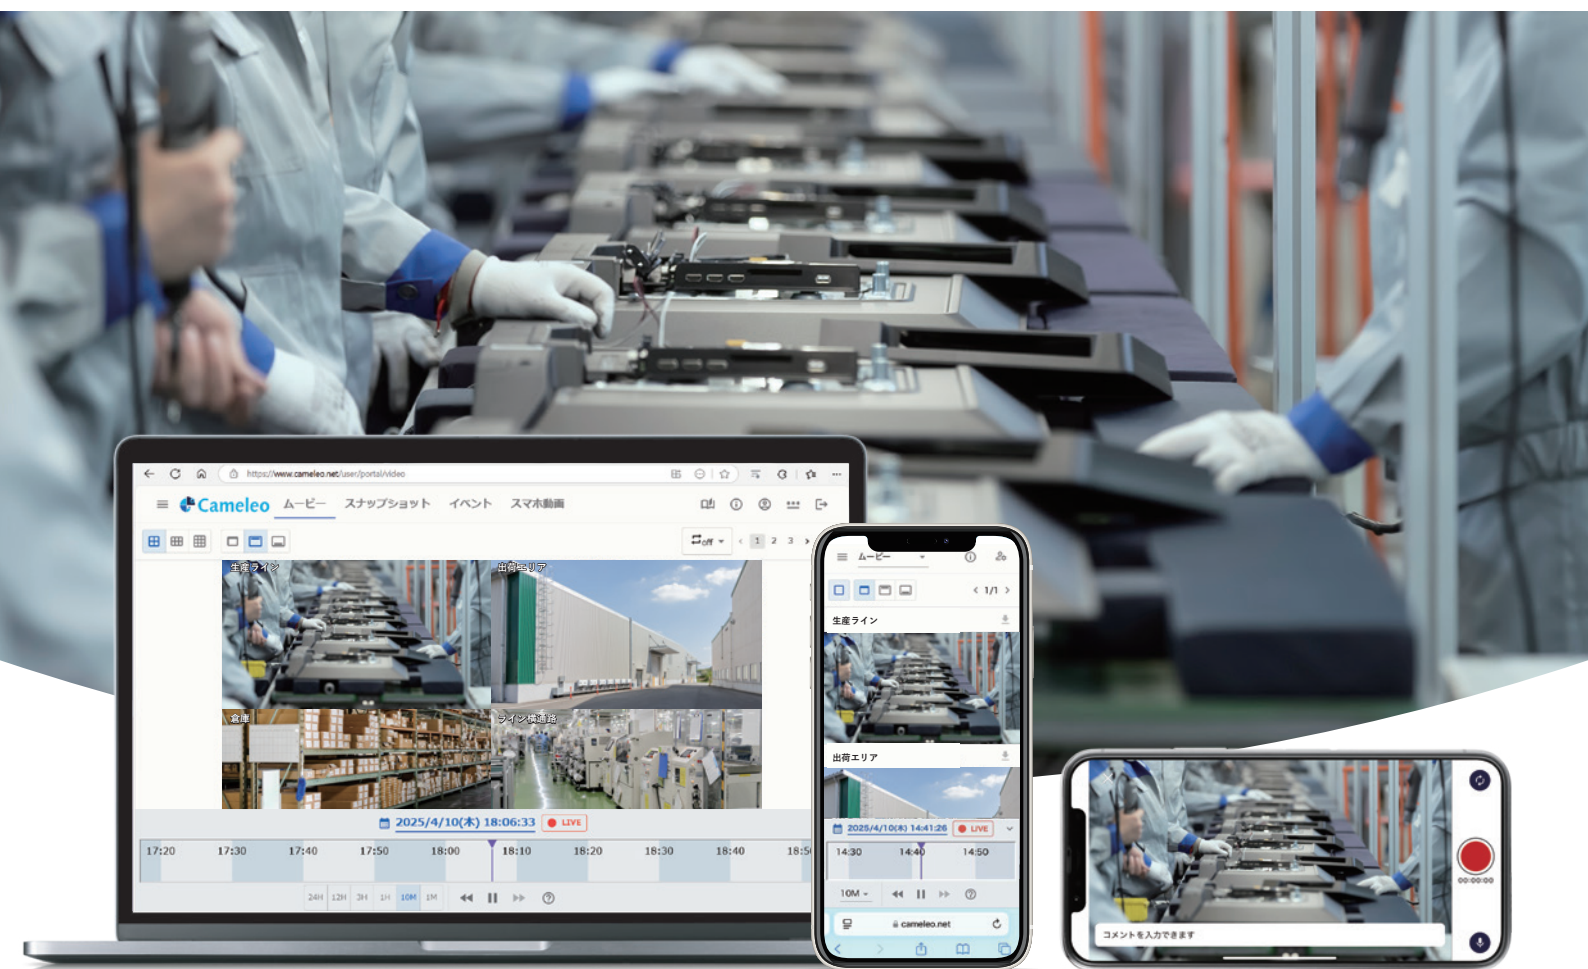 https://www.cameleo.net/user/portal/video
Cameleo ムービー スナップショット イベント スマホ動画
off 1 2 3
生産ライン 出荷エリア
倉庫 ライン横通路
2025/4/10(木) 18:06:33 LIVE
17:20 17:30 17:40 17:50 18:00 18:10 18:20 18:30 18:40
24H 12H 3H 1H 10M 1M
ムービー
1/1
生産ライン
出荷エリア
2025/4/10(木) 14:41:26 LIVE
14:30 14:40 14:50
10M
cameleo.net
00:00:00
コメントを入力できます